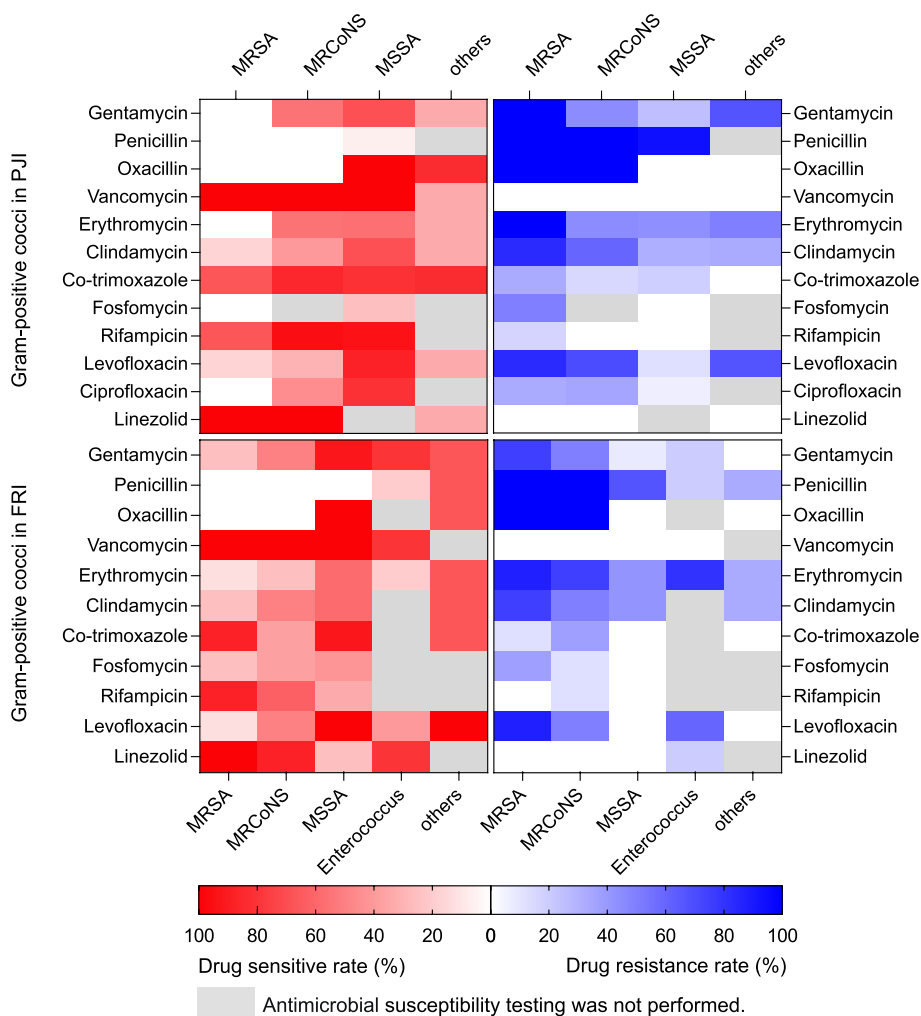 MRSA MRCoNS MSSA others MRSA MRCoNS MSSA others
Gram-positive cocci in PJI
Gentamycin Gentamycin
Penicillin Penicillin
Oxacillin Oxacillin
Vancomycin Vancomycin
Erythromycin Erythromycin
Clindamycin Clindamycin
Co-trimoxazole Co-trimoxazole
Fosfomycin Fosfomycin
Rifampicin Rifampicin
Levofloxacin Levofloxacin
Ciprofloxacin Ciprofloxacin
Linezolid Linezolid
Gram-positive cocci in FRI
Gentamycin Gentamycin
Penicillin Penicillin
Oxacillin Oxacillin
Vancomycin Vancomycin
Erythromycin Erythromycin
Clindamycin Clindamycin
Co-trimoxazole Co-trimoxazole
Fosfomycin Fosfomycin
Rifampicin Rifampicin
Levofloxacin Levofloxacin
Linezolid Linezolid
MRSA MRCoNS MSSA Enterococcus others MRSA MRCoNS MSSA Enterococcus others
100 80 60 40 20 0 20 40 60 80 100
Drug sensitive rate (%) Drug resistance rate (%)
Antimicrobial susceptibility testing was not performed.